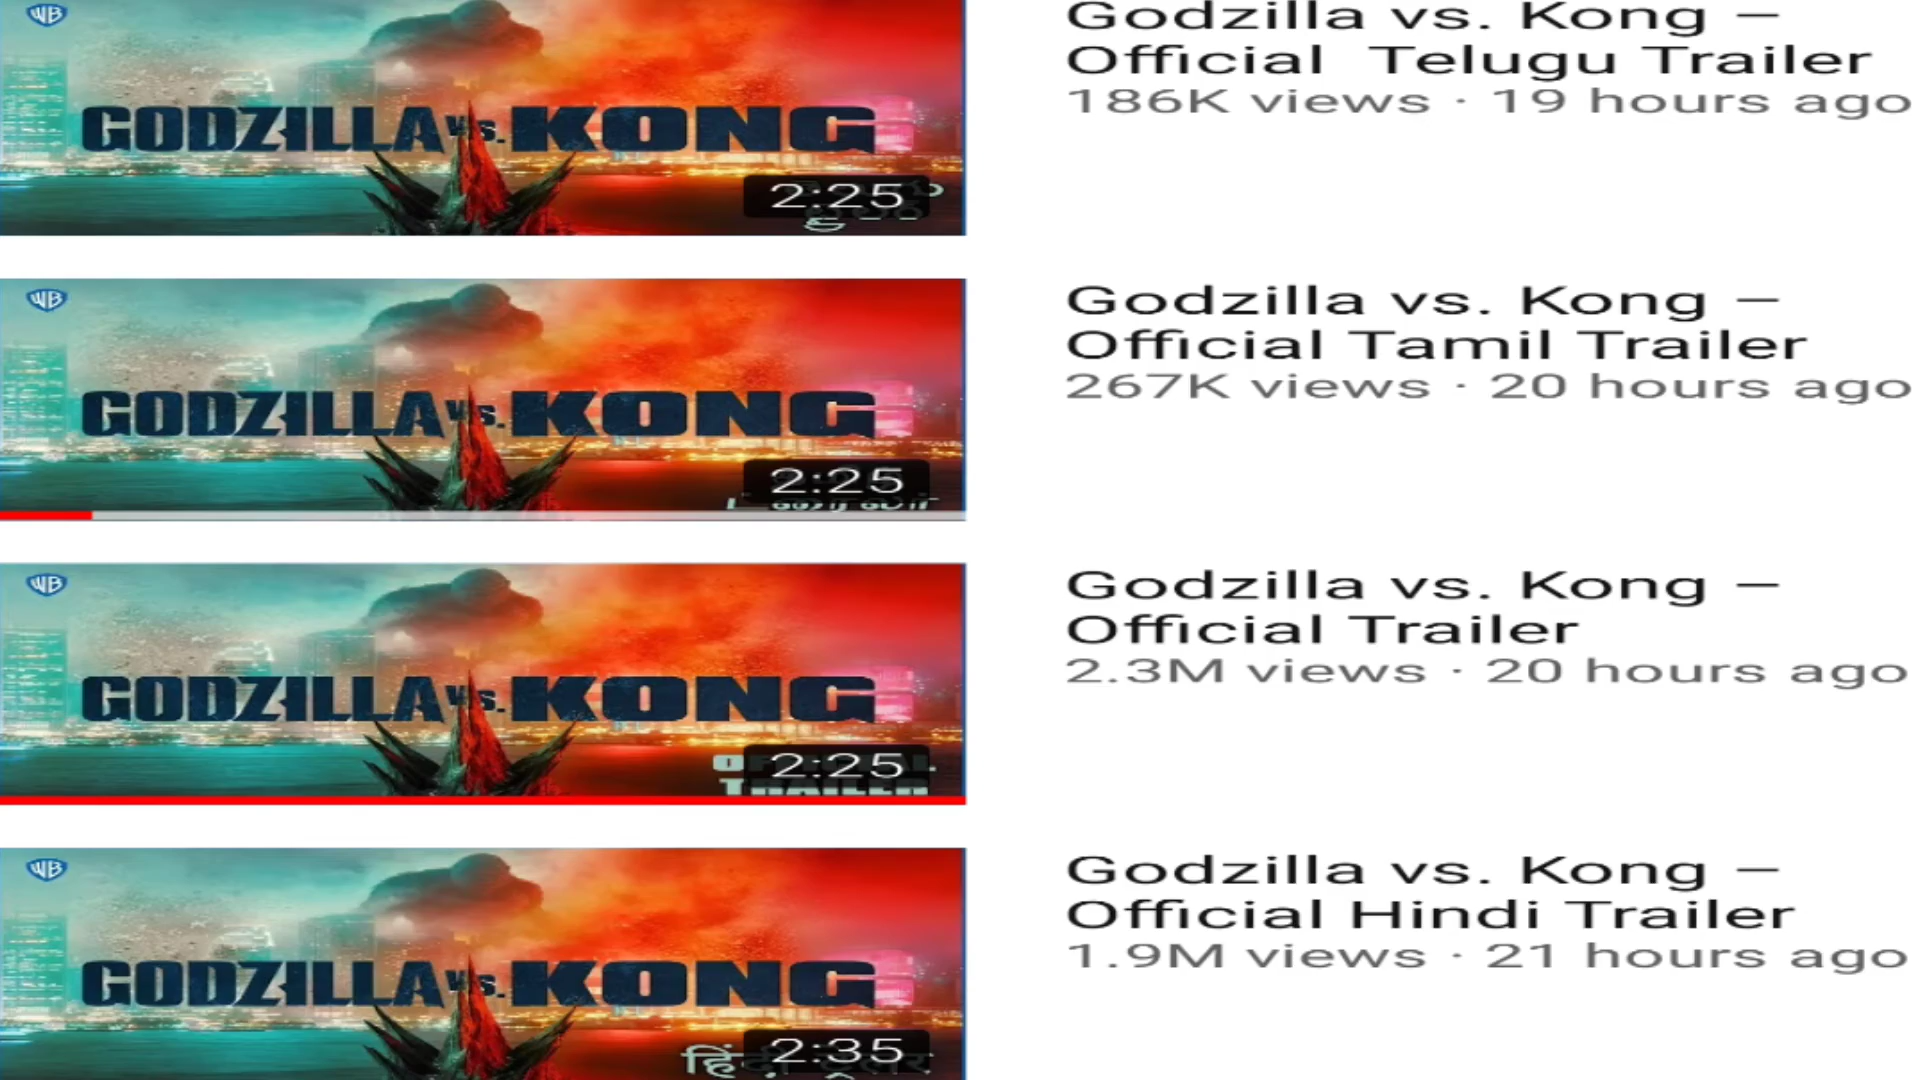 WB
GODZILLA vs. KONG
2:25
Godzilla vs. Kong –
Official Telugu Trailer
186K views · 19 hours ago
WB
GODZILLA vs. KONG
2:25
Godzilla vs. Kong –
Official Tamil Trailer
267K views · 20 hours ago
WB
GODZILLA vs. KONG
2:25
TRAILER
Godzilla vs. Kong –
Official Trailer
2.3M views · 20 hours ago
WB
GODZILLA vs. KONG
2:35
Godzilla vs. Kong –
Official Hindi Trailer
1.9M views · 21 hours ago